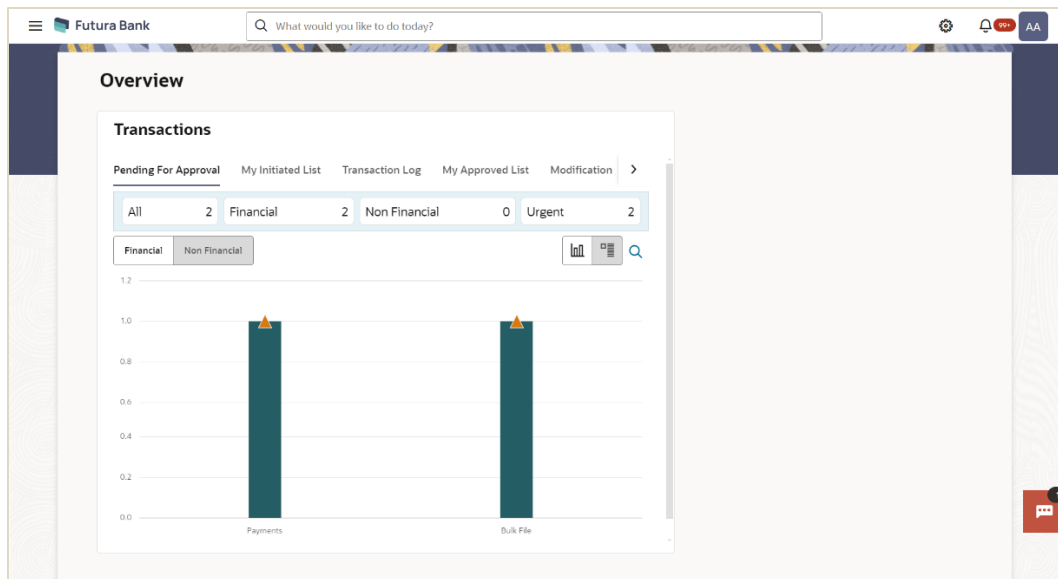 Futura Bank
What would you like to do today?
99+
AA
Overview
Transactions
Pending For Approval My Initiated List Transaction Log My Approved List Modification
All 2 Financial 2 Non Financial 0 Urgent 2
Financial Non Financial
1.2
1.0
0.8
0.6
0.4
0.2
0.0
Payments Bulk File